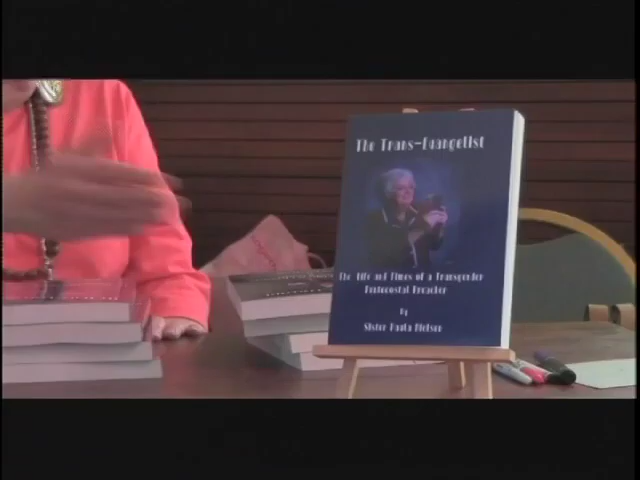 The Trans-Evangelist
The Life and Times of a Transgender
Pentecostal Preacher
By
Sister Paula Nielsen